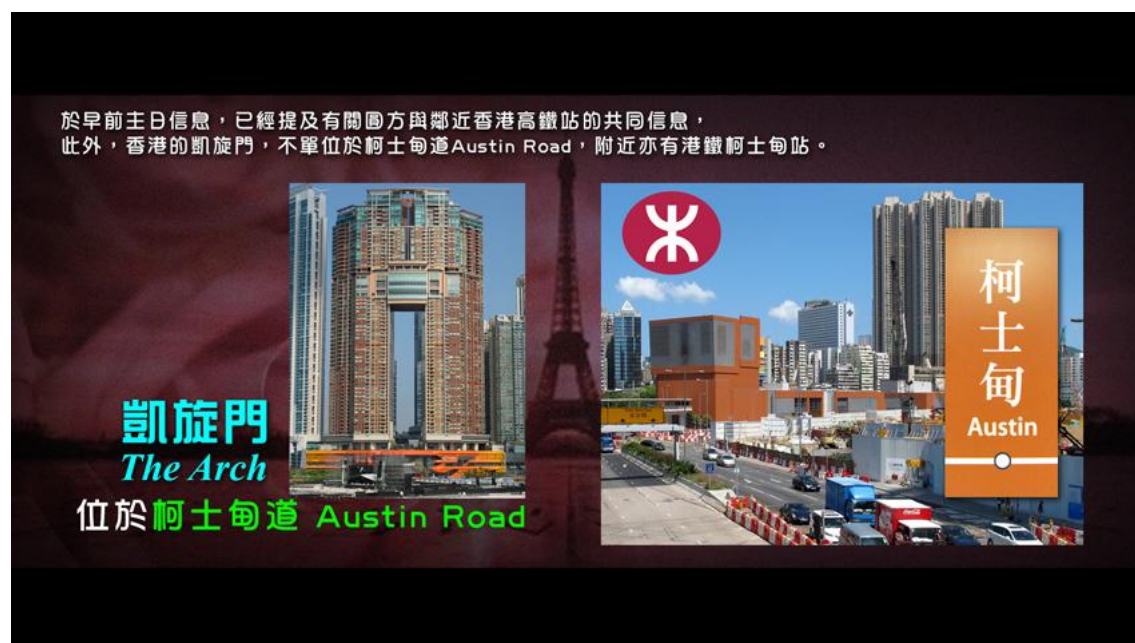 於早前主日信息,已經提及有關圓方與鄰近香港高鐵站的共同信息,
此外,香港的凱旋門,不單位於柯士甸道Austin Road,附近亦有港鐵柯士甸站。
凱旋門
The Arch
位於柯士甸道 Austin Road
柯士甸
Austin